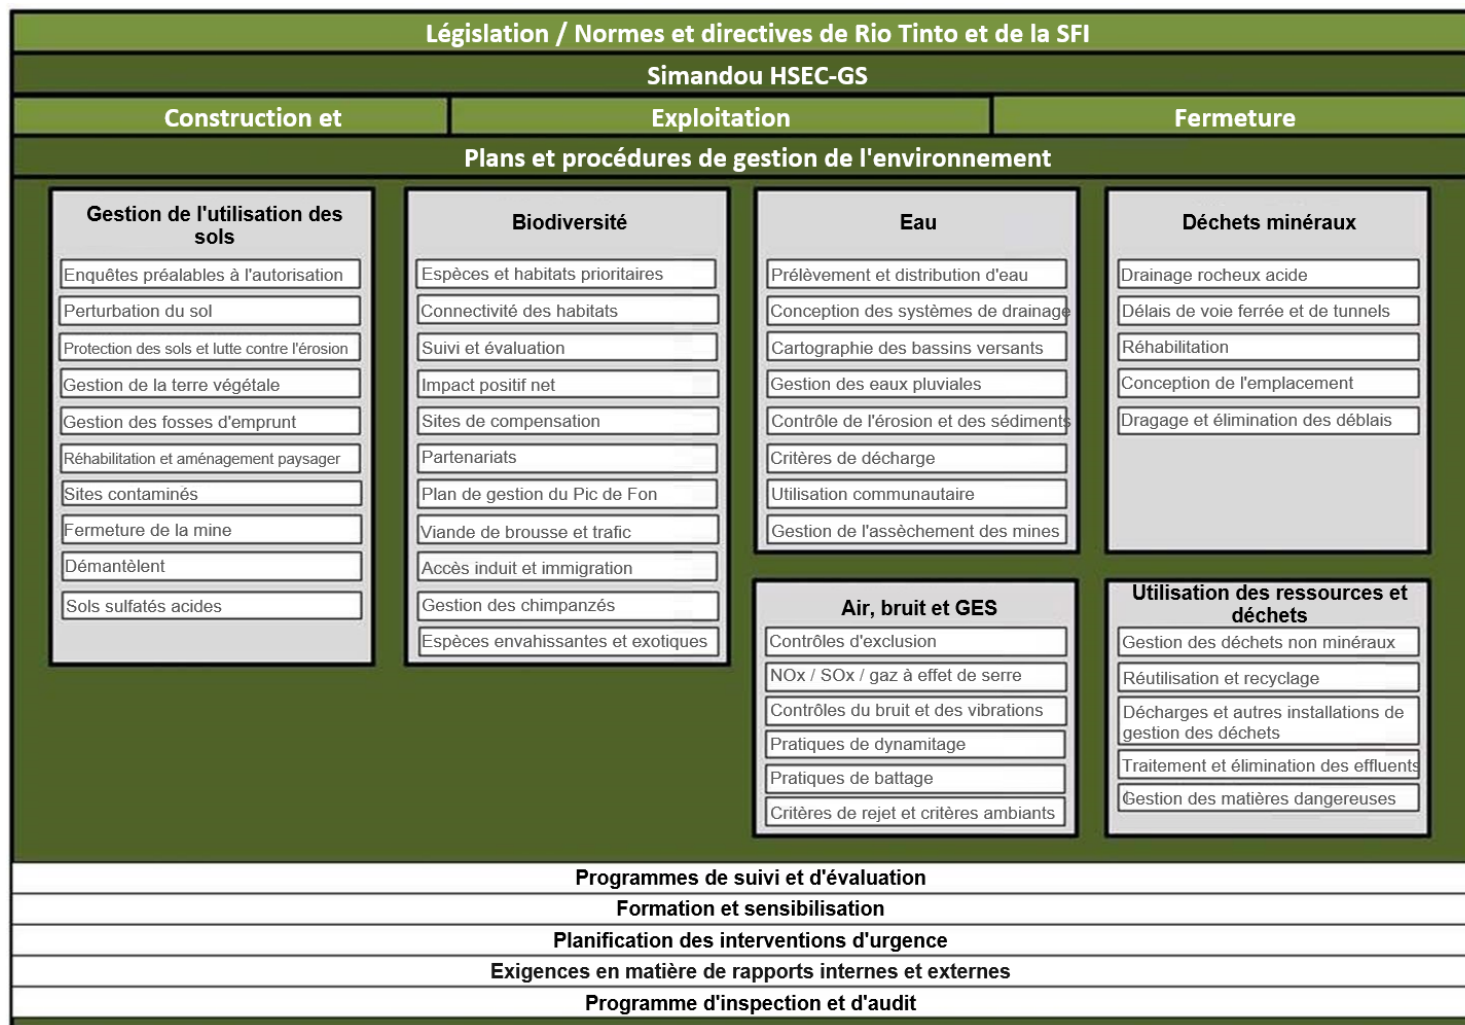 Législation / Normes et directives de Rio Tinto et de la SFI
Simandou HSEC-GS
Construction et
Exploitation
Fermeture
Plans et procédures de gestion de l'environnement
Gestion de l'utilisation des
sols
Enquêtes préalables à l'autorisation
Perturbation du sol
Protection des sols et lutte contre l'érosion
Gestion de la terre végétale
Gestion des fosses d'emprunt
Réhabilitation et aménagement paysager
Sites contaminés
Fermeture de la mine
Démantèlent
Sols sulfatés acides
Biodiversité
Espèces et habitats prioritaires
Connectivité des habitats
Suivi et évaluation
Impact positif net
Sites de compensation
Partenariats
Plan de gestion du Pic de Fon
Viande de brousse et trafic
Accès induit et immigration
Gestion des chimpanzés
Espèces envahissantes et exotiques
Eau
Prélèvement et distribution d'eau
Conception des systèmes de drainage
Cartographie des bassins versants
Gestion des eaux pluviales
Contrôle de l'érosion et des sédiments
Critères de décharge
Utilisation communautaire
Gestion de l'assèchement des mines
Déchets minéraux
Drainage rocheux acide
Délais de voie ferrée et de tunnels
Réhabilitation
Conception de l'emplacement
Dragage et élimination des déblais
Air, bruit et GES
Contrôles d'exclusion
NOx / SOx / gaz à effet de serre
Contrôles du bruit et des vibrations
Pratiques de dynamitage
Pratiques de battage
Critères de rejet et critères ambiants
Utilisation des ressources et
déchets
Gestion des déchets non minéraux
Réutilisation et recyclage
Décharges et autres installations de
gestion des déchets
Traitement et élimination des effluents
Gestion des matières dangereuses
Programmes de suivi et d'évaluation
Formation et sensibilisation
Planification des interventions d'urgence
Exigences en matière de rapports internes et externes
Programme d'inspection et d'audit